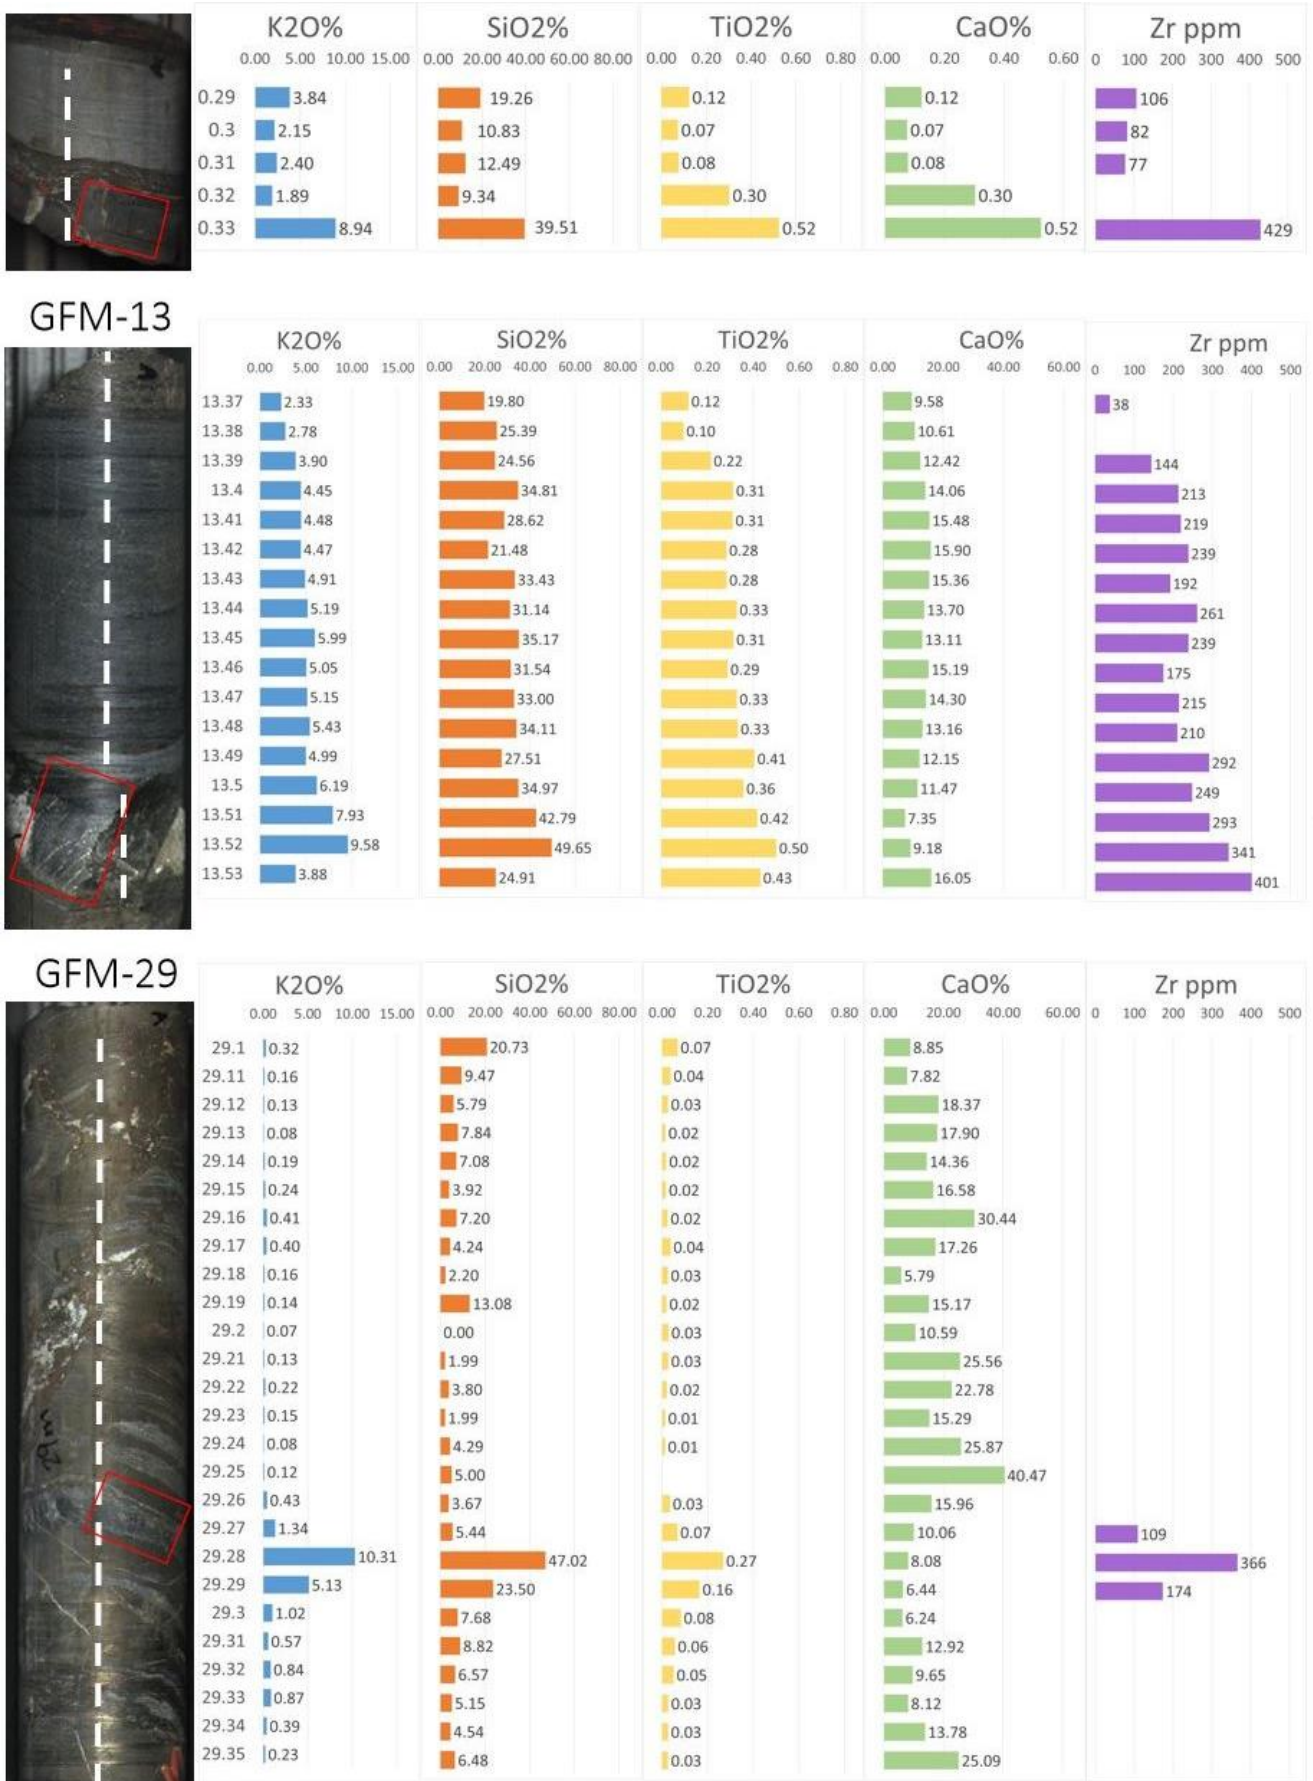 K2O% SiO2% TiO2% CaO% Zr ppm
0.00 5.00 10.00 15.00 0.00 20.00 40.00 60.00 80.00 0.00 0.20 0.40 0.60 0.80 0.00 0.20 0.40 0.60 0 100 200 300 400 500
0.29 3.84 19.26 0.12 0.12 106
0.3 2.15 10.83 0.07 0.07 82
0.31 2.40 12.49 0.08 0.08 77
0.32 1.89 9.34 0.30 0.30
0.33 8.94 39.51 0.52 0.52 429
GFM-13
K2O% SiO2% TiO2% CaO% Zr ppm
0.00 5.00 10.00 15.00 0.00 20.00 40.00 60.00 80.00 0.00 0.20 0.40 0.60 0.80 0.00 20.00 40.00 60.00 0 100 200 300 400 500
13.37 2.33 19.80 0.12 9.58 38
13.38 2.78 25.39 0.10 10.61
13.39 3.90 24.56 0.22 12.42 144
13.4 4.45 34.81 0.31 14.06 213
13.41 4.48 28.62 0.31 15.48 219
13.42 4.47 21.48 0.28 15.90 239
13.43 4.91 33.43 0.28 15.36 192
13.44 5.19 31.14 0.33 13.70 261
13.45 5.99 35.17 0.31 13.11 239
13.46 5.05 31.54 0.29 15.19 175
13.47 5.15 33.00 0.33 14.30 215
13.48 5.43 34.11 0.33 13.16 210
13.49 4.99 27.51 0.41 12.15 292
13.5 6.19 34.97 0.36 11.47 249
13.51 7.93 42.79 0.42 7.35 293
13.52 9.58 49.65 0.50 9.18 341
13.53 3.88 24.91 0.43 16.05 401
GFM-29
K2O% SiO2% TiO2% CaO% Zr ppm
0.00 5.00 10.00 15.00 0.00 20.00 40.00 60.00 80.00 0.00 0.20 0.40 0.60 0.80 0.00 20.00 40.00 60.00 0 100 200 300 400 500
29.1 0.32 20.73 0.07 8.85
29.11 0.16 9.47 0.04 7.82
29.12 0.13 5.79 0.03 18.37
29.13 0.08 7.84 0.02 17.90
29.14 0.19 7.08 0.02 14.36
29.15 0.24 3.92 0.02 16.58
29.16 0.41 7.20 0.02 30.44
29.17 0.40 4.24 0.04 17.26
29.18 0.16 2.20 0.03 5.79
29.19 0.14 13.08 0.02 15.17
29.2 0.07 0.00 0.03 10.59
29.21 0.13 1.99 0.03 25.56
29.22 0.22 3.80 0.02 22.78
29.23 0.15 1.99 0.01 15.29
29.24 0.08 4.29 0.01 25.87
29.25 0.12 5.00 40.47
29.26 0.43 3.67 0.03 15.96
29.27 1.34 5.44 0.07 10.06 109
29.28 10.31 47.02 0.27 8.08 366
29.29 5.13 23.50 0.16 6.44 174
29.3 1.02 7.68 0.08 6.24
29.31 0.57 8.82 0.06 12.92
29.32 0.84 6.57 0.05 9.65
29.33 0.87 5.15 0.03 8.12
29.34 0.39 4.54 0.03 13.78
29.35 0.23 6.48 0.03 25.09